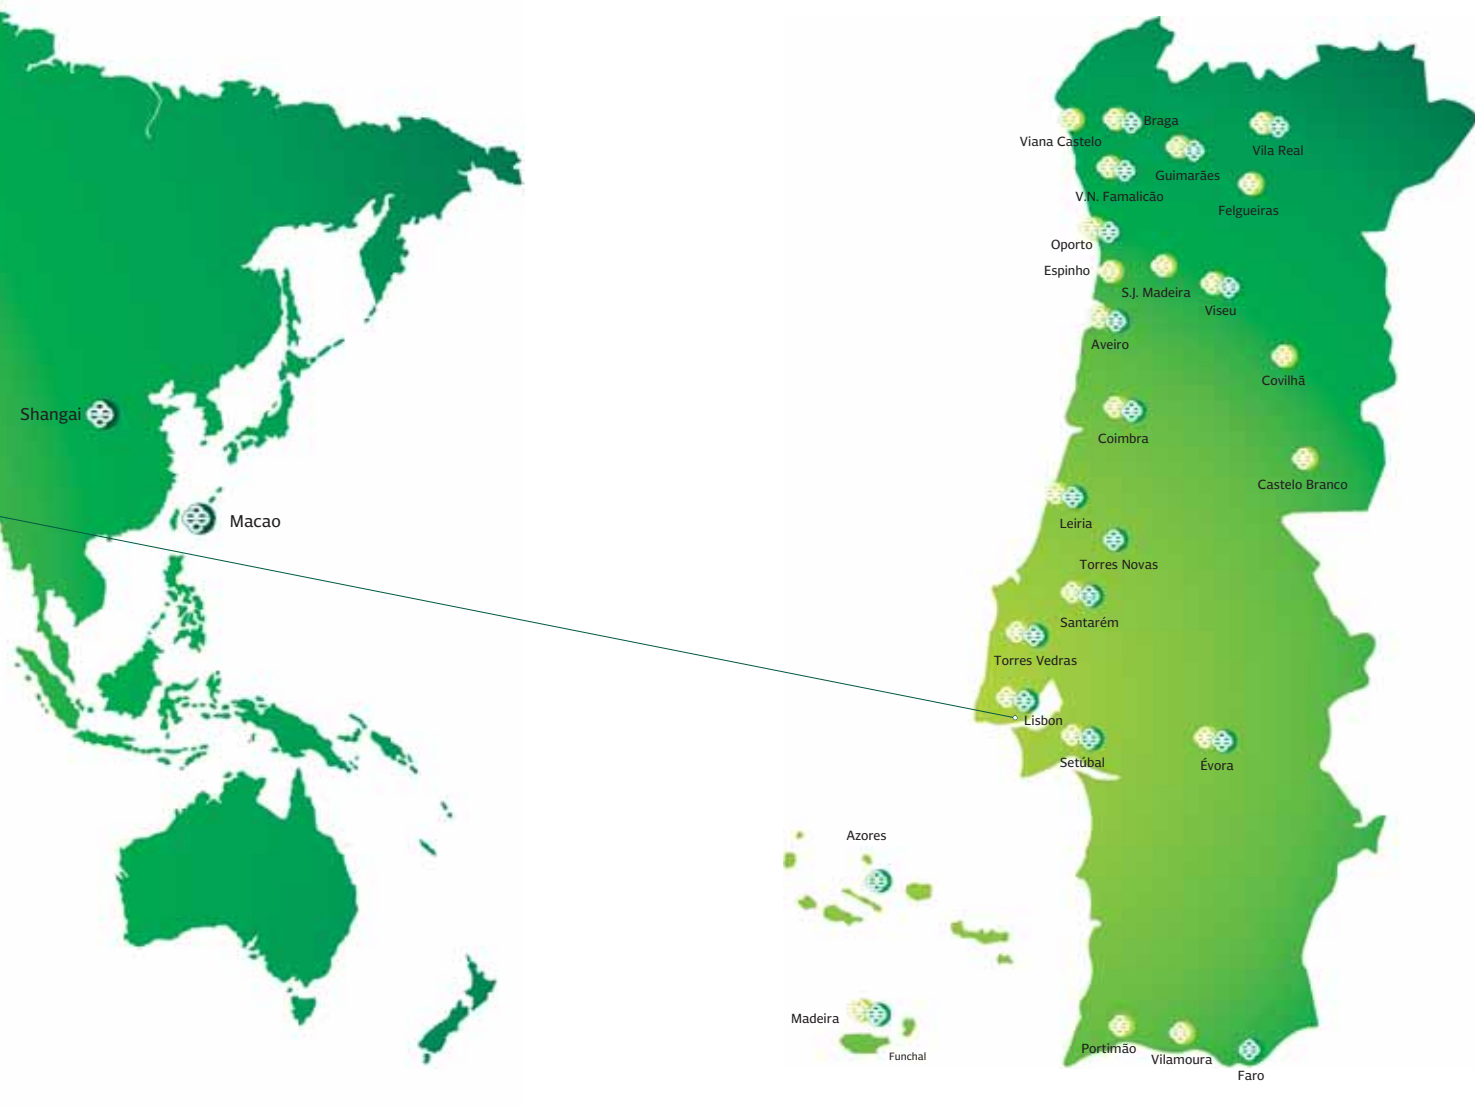 Shangai
Macao
Viana Castelo
Braga
Vila Real
Guimarães
V.N. Famalicão
Felgueiras
Oporto
Espinho
S.J. Madeira
Viseu
Aveiro
Covilhã
Coimbra
Castelo Branco
Leiria
Torres Novas
Santarém
Torres Vedras
Lisbon
Setúbal
Évora
Azores
Madeira
Funchal
Portimão
Vilamoura
Faro